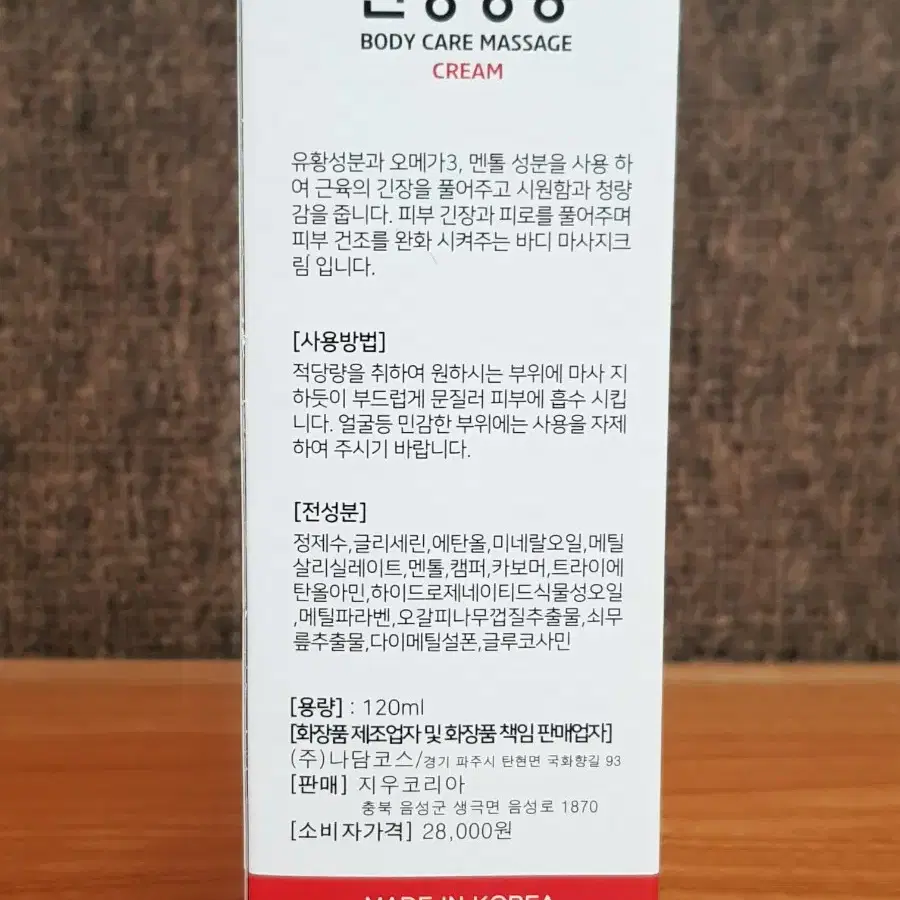 BODY CARE MASSAGE
CREAM
유황성분과 오메가3, 멘톨 성분을 사용 하
여 근육의 긴장을 풀어주고 시원함과 청량
감을 줍니다. 피부 긴장과 피로를 풀어주며
피부 건조를 완화 시켜주는 바디 마사지크
림 입니다.
[사용방법]
적당량을 취하여 원하시는 부위에 마사 지
하듯이 부드럽게 문질러 피부에 흡수 시킵
니다. 얼굴등 민감한 부위에는 사용을 자제
하여 주시기 바랍니다.
[전성분]
정제수,글리세린,에탄올,미네랄오일,메틸
살리실레이트,멘톨,캠퍼,카보머,트라이에
탄올아민,하이드로제네이티드식물성오일
,메틸파라벤,오갈피나무껍질추출물,쇠무
릎추출물,다이메틸설폰,글루코사민
[용량] : 120ml
[화장품 제조업자 및 화장품 책임 판매업자]
(주)나담코스/경기 파주시 탄현면 국화향길 93
[판매] 지우코리아
충북 음성군 생극면 음성로 1870
[소비자가격] 28,000원
MADE IN KOREA